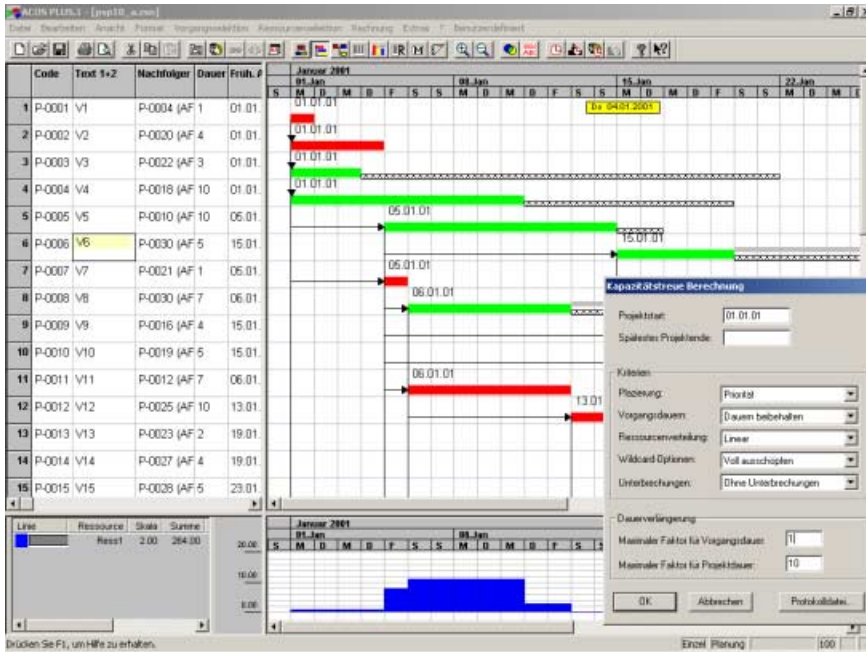 ACOS PLUS.1 - [psp10_a.mn]
Datei Bearbeiten Ansicht Format Vorgangsselektion Ressourcenselektion Rechnung Extras ? Benutzerdefiniert
Code Text 1+2 Nachfolger Dauer Früh. A
1 P-0001 V1 P-0004 (AF 1 01.01.
2 P-0002 V2 P-0020 (AF 4 01.01.
3 P-0003 V3 P-0022 (AF 3 01.01.
4 P-0004 V4 P-0018 (AF 10 01.01.
5 P-0005 V5 P-0010 (AF 10 05.01.
6 P-0006 V6 P-0030 (AF 5 15.01.
7 P-0007 V7 P-0021 (AF 1 05.01.
8 P-0008 V8 P-0030 (AF 7 06.01.
9 P-0009 V9 P-0016 (AF 4 15.01.
10 P-0010 V10 P-0019 (AF 5 15.01.
11 P-0011 V11 P-0012 (AF 7 06.01.
12 P-0012 V12 P-0025 (AF 10 13.01.
13 P-0013 V13 P-0023 (AF 2 19.01.
14 P-0014 V14 P-0027 (AF 4 19.01.
15 P-0015 V15 P-0028 (AF 5 23.01.
Januar 2001
01.Jan 08.Jan 15.Jan 22.Jan
S M D M D F S S M D M D F S S M D M D F S S M D M
01.01.01
Do 04.01.2001
01.01.01
01.01.01
01.01.01
05.01.01
15.01.01
05.01.01
06.01.01
06.01.01
13.01
Kapazitätstreue Berechnung
Projektstart: 01.01.01
Spätestes Projektende:
Kriterien
Plazierung: Priorität
Vorgangsdauern: Dauern beibehalten
Ressourcenverteilung: Linear
Wildcard Optionen: Voll ausschöpfen
Unterbrechungen: Ohne Unterbrechungen
Dauerverlängerung
Maximaler Faktor für Vorgangsdauer: 1
Maximaler Faktor für Projektdauer: 10
OK Abbrechen Protokolldatei..
Linie Ressource Skala Summe
Ress1 2.00 264.00
20.00
10.00
0.00
Januar 2001
01.Jan 08.Jan
S M D M D F S S M D M D F S S
Drücken Sie F1, um Hilfe zu erhalten.
Einzel Planung 100